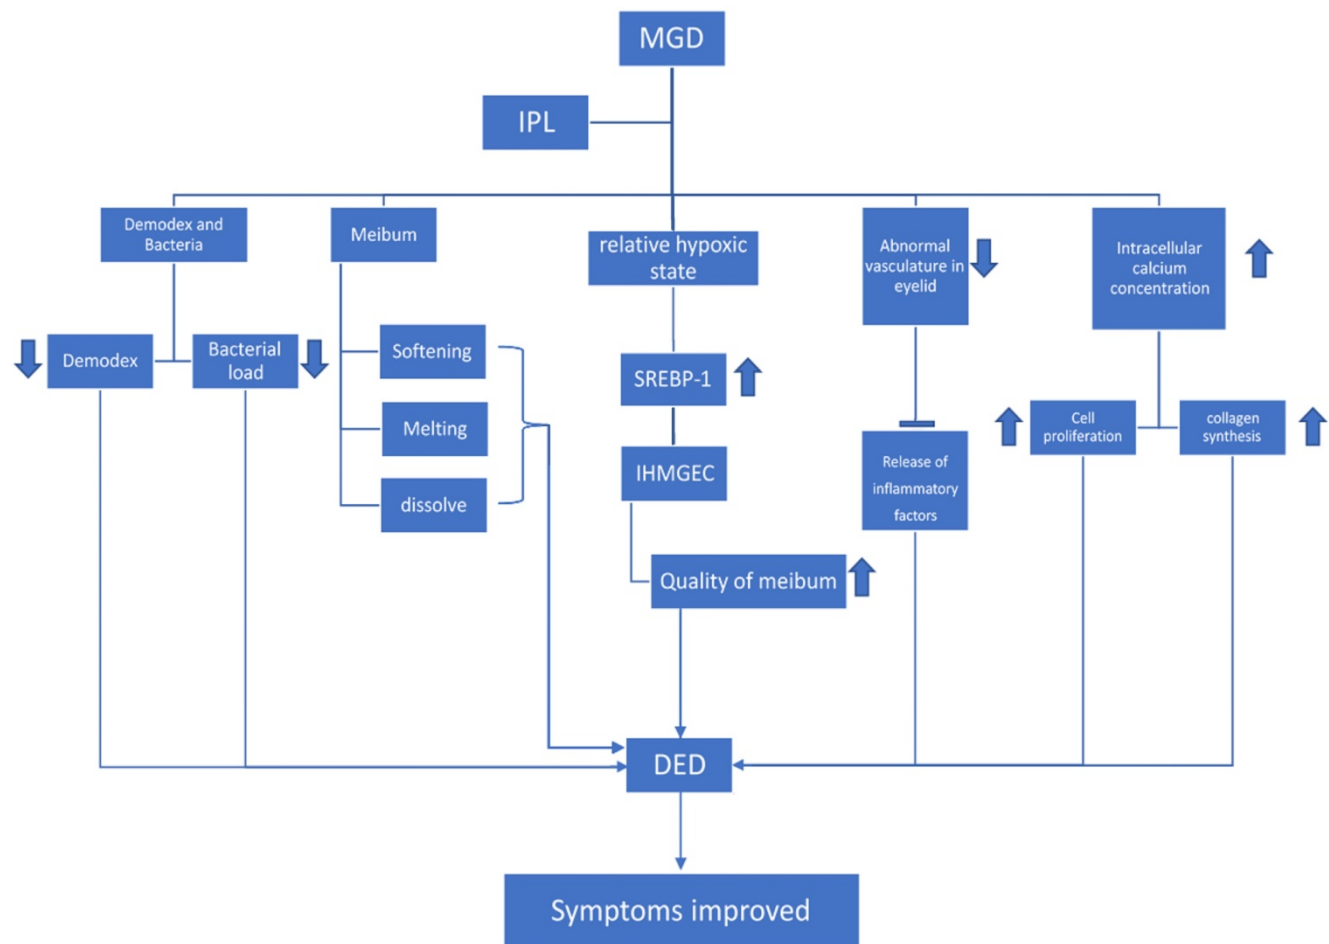 MGD
IPL
Demodex and
Bacteria
Meibum
relative hypoxic
state
Abnormal
vasculature in
eyelid
Intracellular
calcium
concentration
Demodex
Bacterial
load
Softening
SREBP-1
Cell
proliferation
collagen
synthesis
Melting
IHMGEC
Release of
inflammatory
factors
dissolve
Quality of meibum
DED
Symptoms improved